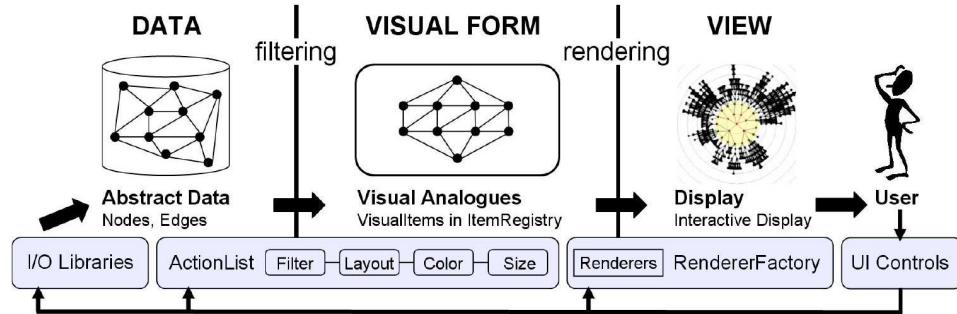 DATA
VISUAL FORM
VIEW
filtering
rendering
Abstract Data
Nodes, Edges
Visual Analogues
VisualItems in ItemRegistry
Display
Interactive Display
User
I/O Libraries
ActionList
Filter
Layout
Color
Size
Renderers
RendererFactory
UI Controls